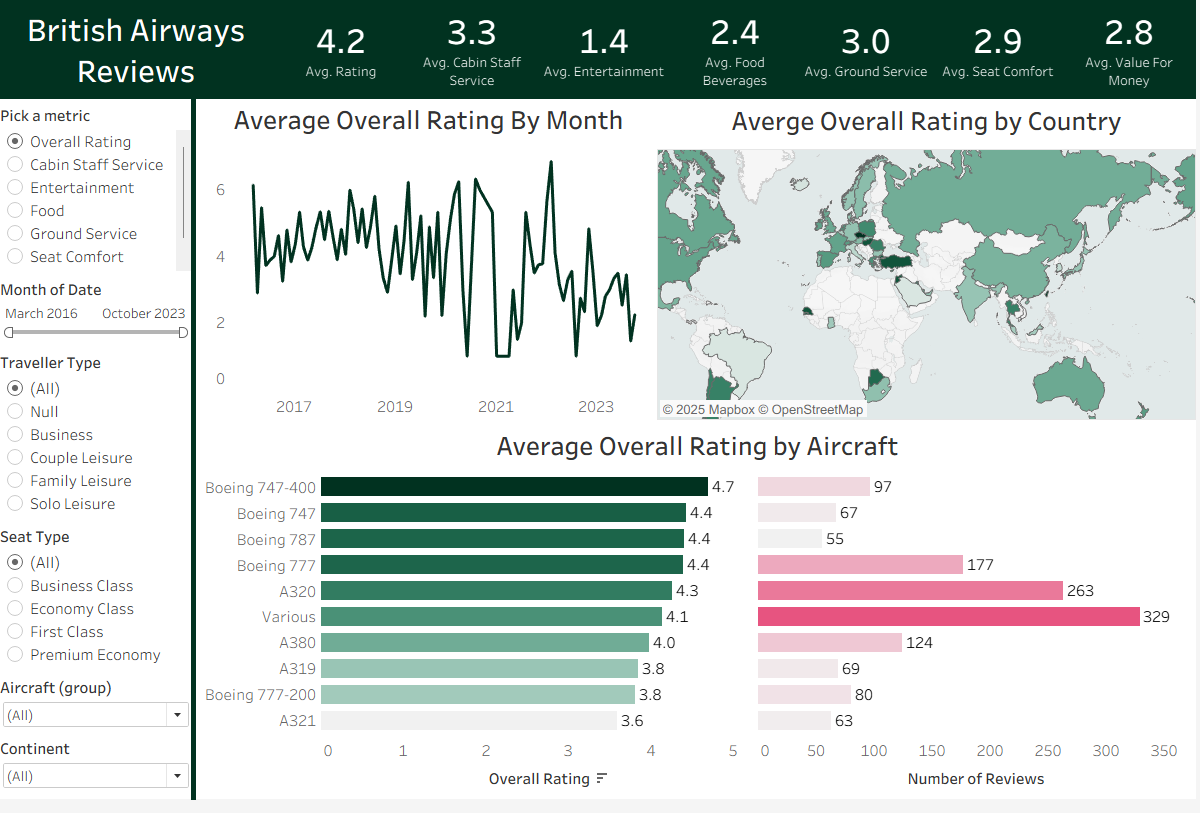 British Airways
Reviews
4.2
Avg. Rating
3.3
Avg. Cabin Staff
Service
1.4
Avg. Entertainment
2.4
Avg. Food
Beverages
3.0
Avg. Ground Service
2.9
Avg. Seat Comfort
2.8
Avg. Value For
Money
Pick a metric
Overall Rating
Cabin Staff Service
Entertainment
Food
Ground Service
Seat Comfort
Month of Date
March 2016 October 2023
Traveller Type
(All)
Null
Business
Couple Leisure
Family Leisure
Solo Leisure
Seat Type
(All)
Business Class
Economy Class
First Class
Premium Economy
Aircraft (group)
(All)
Continent
(All)
Average Overall Rating By Month
6
4
2
0
2017 2019 2021 2023
Averge Overall Rating by Country
© 2025 Mapbox © OpenStreetMap
Average Overall Rating by Aircraft
Boeing 747-400 4.7 97
Boeing 747 4.4 67
Boeing 787 4.4 55
Boeing 777 4.4 177
A320 4.3 263
Various 4.1 329
A380 4.0 124
A319 3.8 69
Boeing 777-200 3.8 80
A321 3.6 63
0 1 2 3 4 5 0 50 100 150 200 250 300 350
Overall Rating Number of Reviews